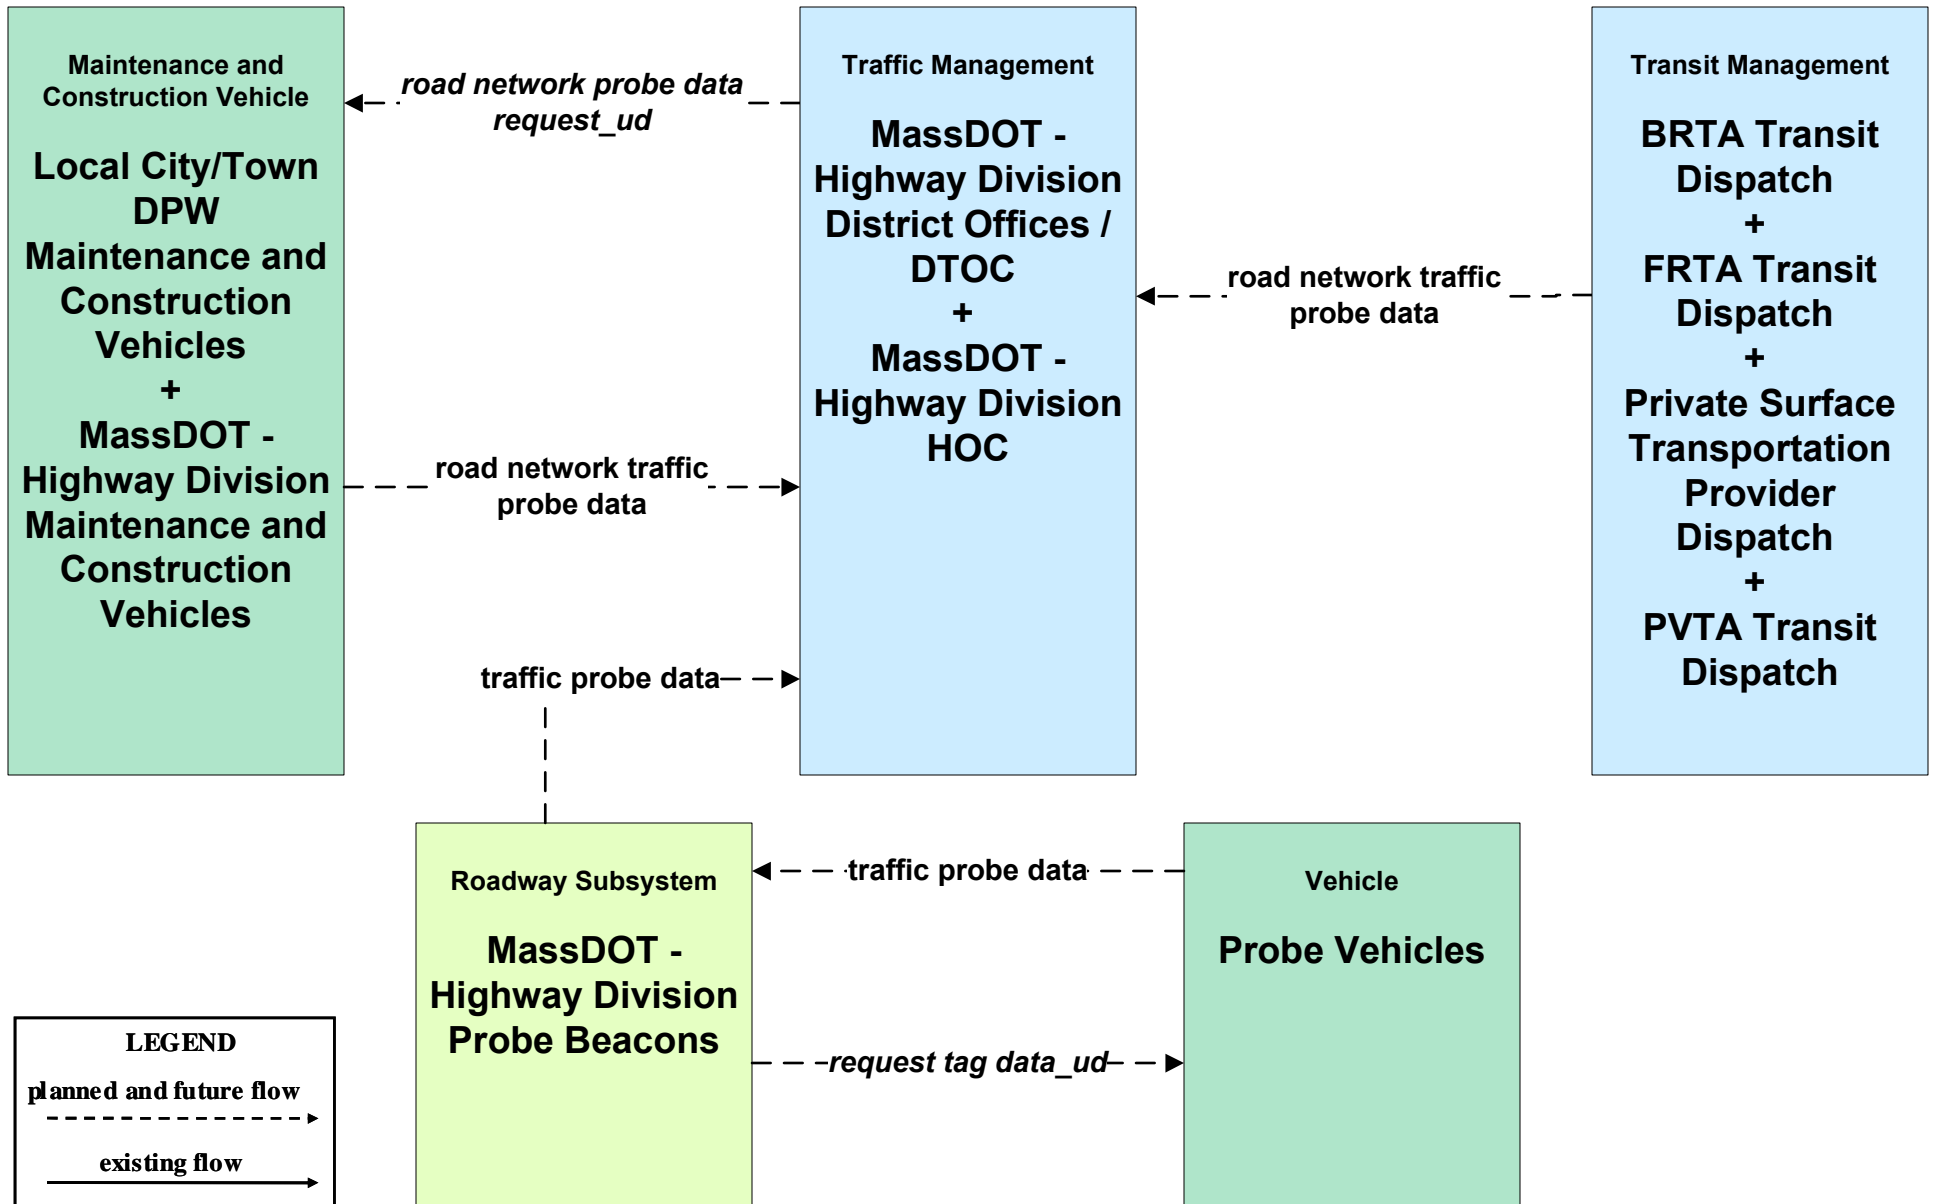 Maintenance and
Construction Vehicle
Local City/Town
DPW
Maintenance and
Construction
Vehicles
+
MassDOT -
Highway Division
Maintenance and
Construction
Vehicles
road network probe data
request_ud
road network traffic
probe data
traffic probe data
Traffic Management
MassDOT -
Highway Division
District Offices /
DTOC
+
MassDOT -
Highway Division
HOC
road network traffic
probe data
Transit Management
BRTA Transit
Dispatch
+
FRTA Transit
Dispatch
+
Private Surface
Transportation
Provider
Dispatch
+
PVTA Transit
Dispatch
Roadway Subsystem
MassDOT -
Highway Division
Probe Beacons
traffic probe data
request tag data_ud
Vehicle
Probe Vehicles
LEGEND
planned and future flow
existing flow